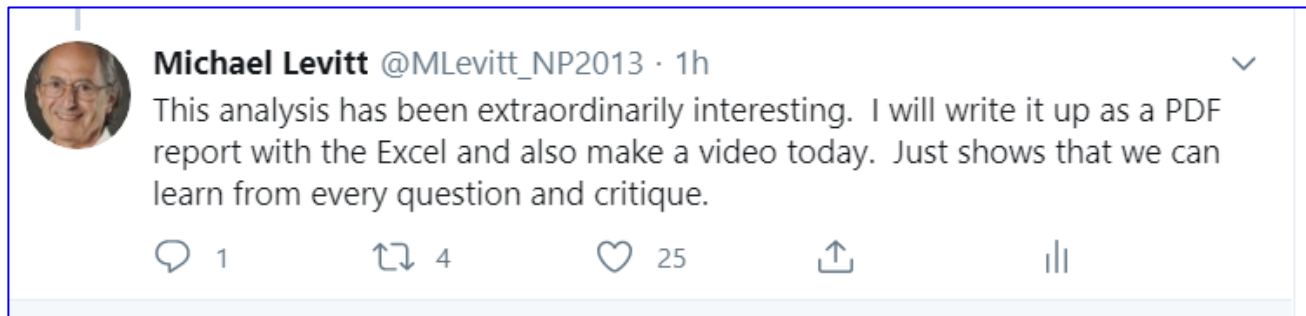 Michael Levitt @MLevitt_NP2013 · 1h
This analysis has been extraordinarily interesting.  I will write it up as a PDF
report with the Excel and also make a video today.  Just shows that we can
learn from every question and critique.
1 4 25